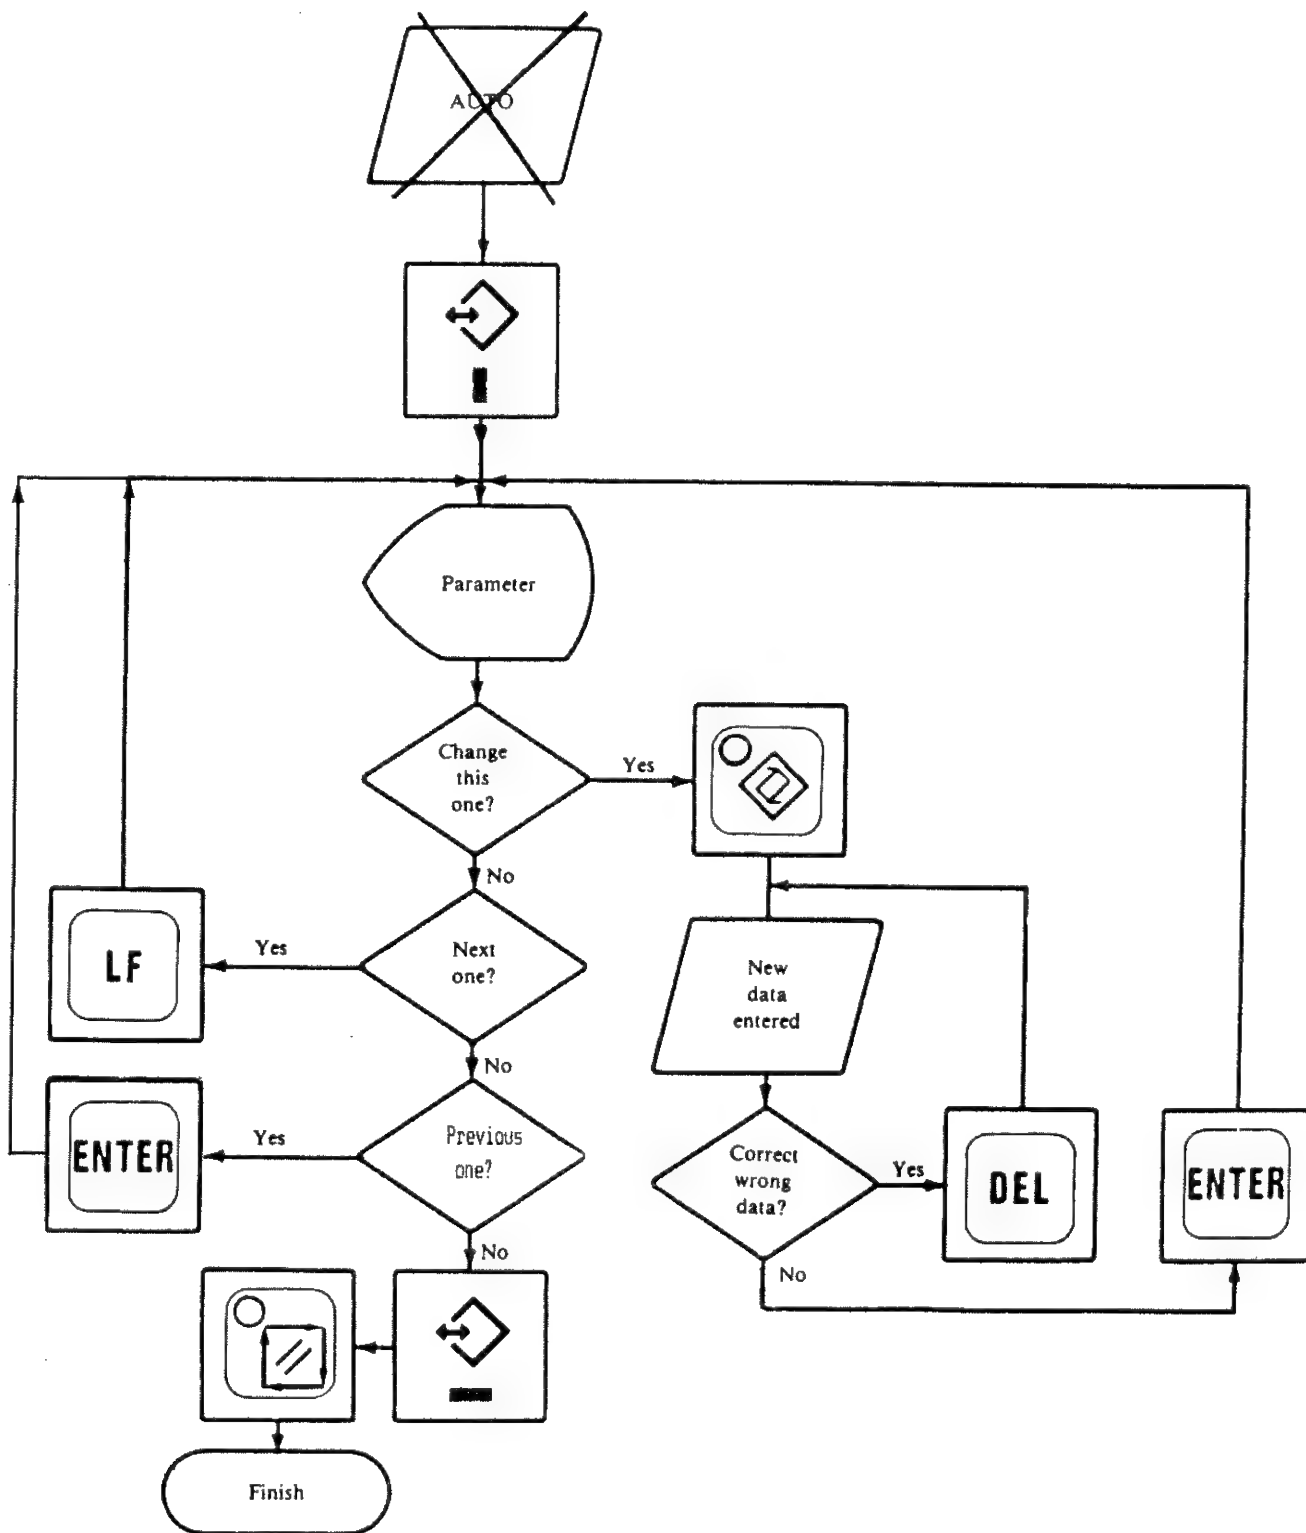 AUTO
Parameter
Change
this
one?
Yes
No
Next
one?
Yes
LF
No
Previous
one?
Yes
ENTER
No
New
data
entered
Correct
wrong
data?
Yes
DEL
ENTER
No
Finish